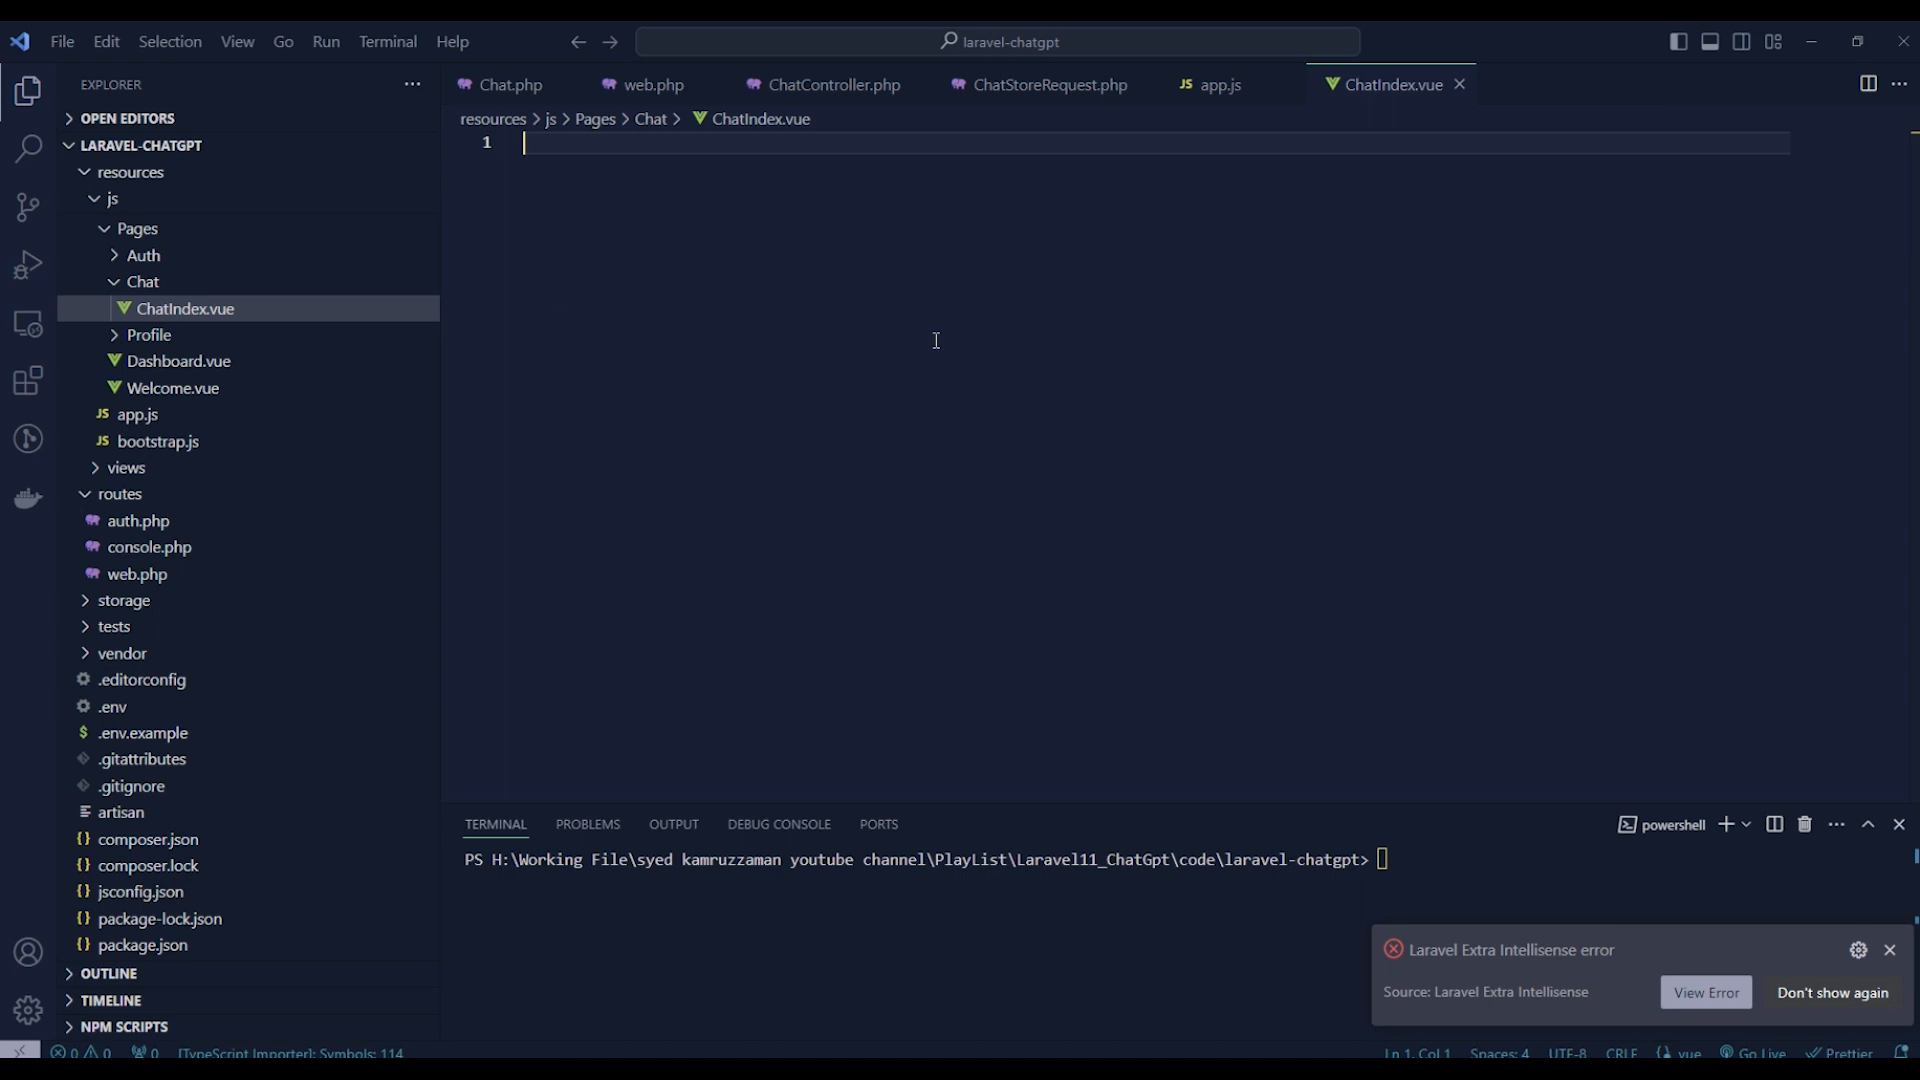 File Edit Selection View Go Run Terminal Help
laravel-chatgpt
EXPLORER
OPEN EDITORS
LARAVEL-CHATGPT
resources
js
Pages
Auth
Chat
ChatIndex.vue
Profile
Dashboard.vue
Welcome.vue
JS app.js
JS bootstrap.js
views
routes
auth.php
console.php
web.php
storage
tests
vendor
.editorconfig
.env
$ .env.example
.gitattributes
.gitignore
artisan
{} composer.json
{} composer.lock
{} jsconfig.json
{} package-lock.json
{} package.json
OUTLINE
TIMELINE
NPM SCRIPTS
Chat.php web.php ChatController.php ChatStoreRequest.php JS app.js ChatIndex.vue
resources > js > Pages > Chat > ChatIndex.vue
1
TERMINAL PROBLEMS OUTPUT DEBUG CONSOLE PORTS
powershell
PS H:\Working File\syed kamruzzaman youtube channel\PlayList\Laravel11_ChatGpt\code\laravel-chatgpt>
Laravel Extra Intellisense error
Source: Laravel Extra Intellisense
View Error
Don't show again
0 0 0 [TypeScript Importer]: Symbols: 114
Ln 1, Col 1 Spaces: 4 UTF-8 CRLF vue Go Live Prettier